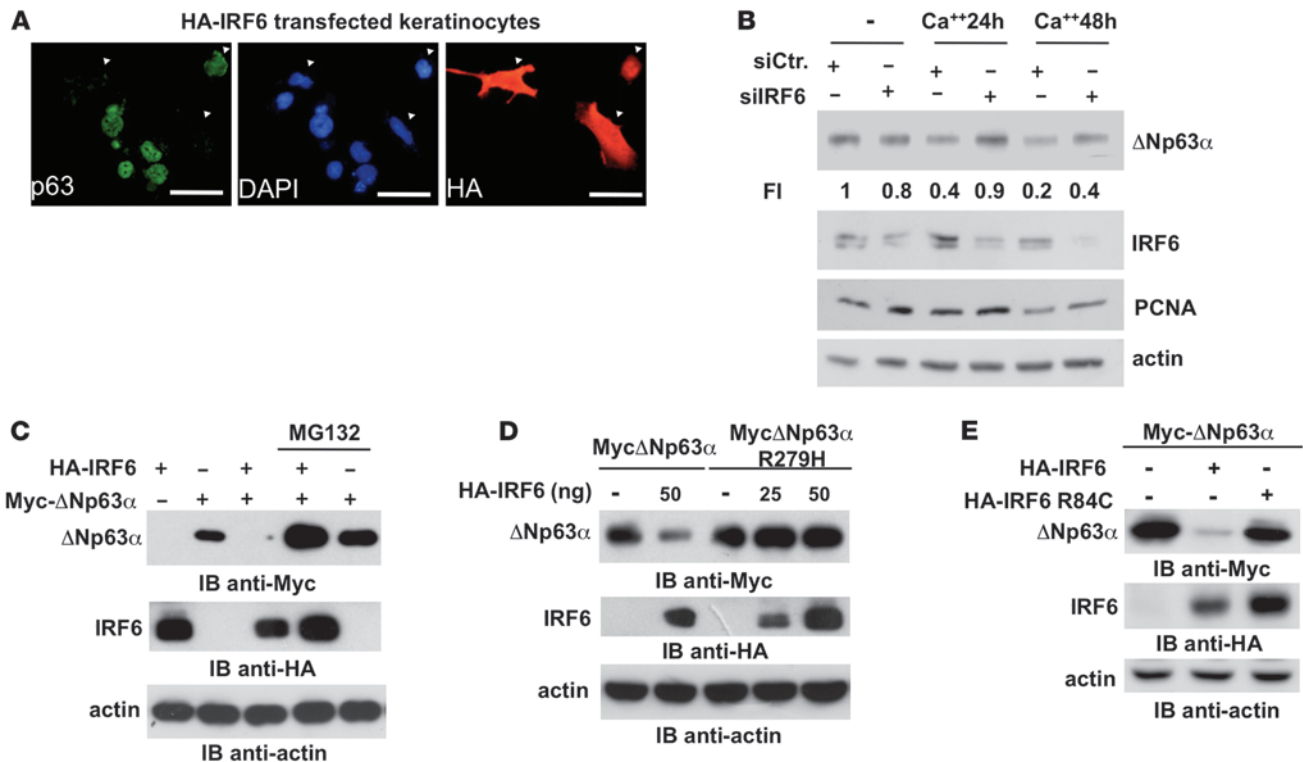 A
HA-IRF6 transfected keratinocytes
p63
DAPI
HA
B
- Ca++24h Ca++48h
siCtr. + – + – + –
siIRF6 – + – + – +
ΔNp63α
FI 1 0.8 0.4 0.9 0.2 0.4
IRF6
PCNA
actin
C
MG132
HA-IRF6 + – + + –
Myc-ΔNp63α – + + + +
ΔNp63α
IB anti-Myc
IRF6
IB anti-HA
actin
IB anti-actin
D
MycΔNp63α MycΔNp63α
R279H
HA-IRF6 (ng) - 50 - 25 50
ΔNp63α
IB anti-Myc
IRF6
IB anti-HA
actin
IB anti-actin
E
Myc-ΔNp63α
HA-IRF6 - + -
HA-IRF6 R84C - - +
ΔNp63α
IB anti-Myc
IRF6
IB anti-HA
actin
IB anti-actin